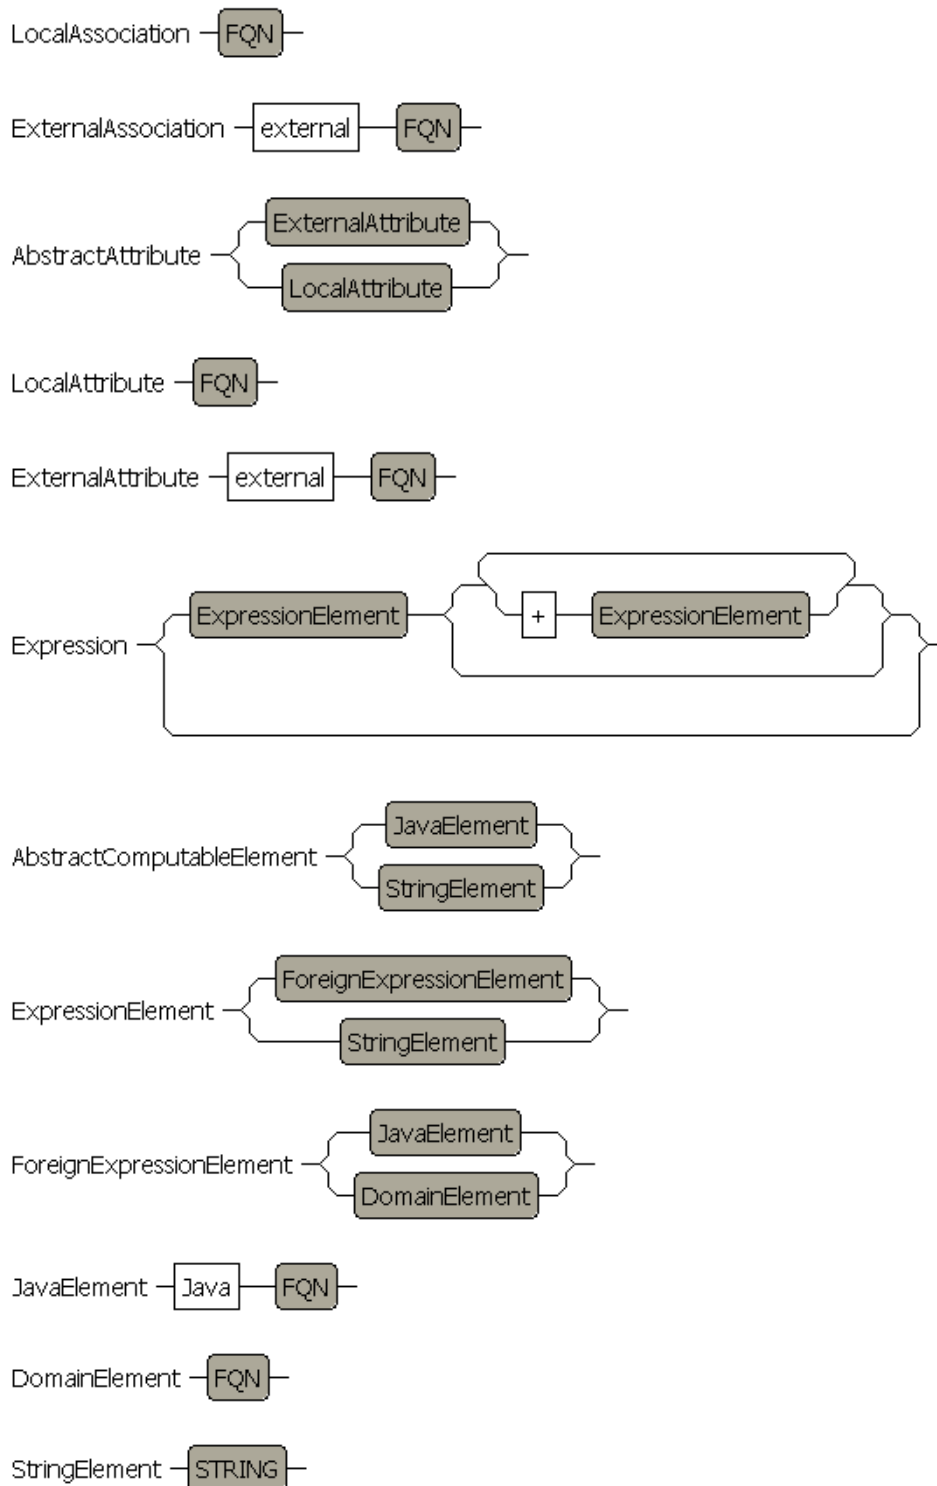 LocalAssociation FQN
ExternalAssociation external FQN
ExternalAttribute
AbstractAttribute
LocalAttribute
LocalAttribute FQN
ExternalAttribute external FQN
ExpressionElement + ExpressionElement
Expression
JavaElement
AbstractComputableElement
StringElement
ForeignExpressionElement
ExpressionElement
StringElement
JavaElement
ForeignExpressionElement
DomainElement
JavaElement Java FQN
DomainElement FQN
StringElement STRING